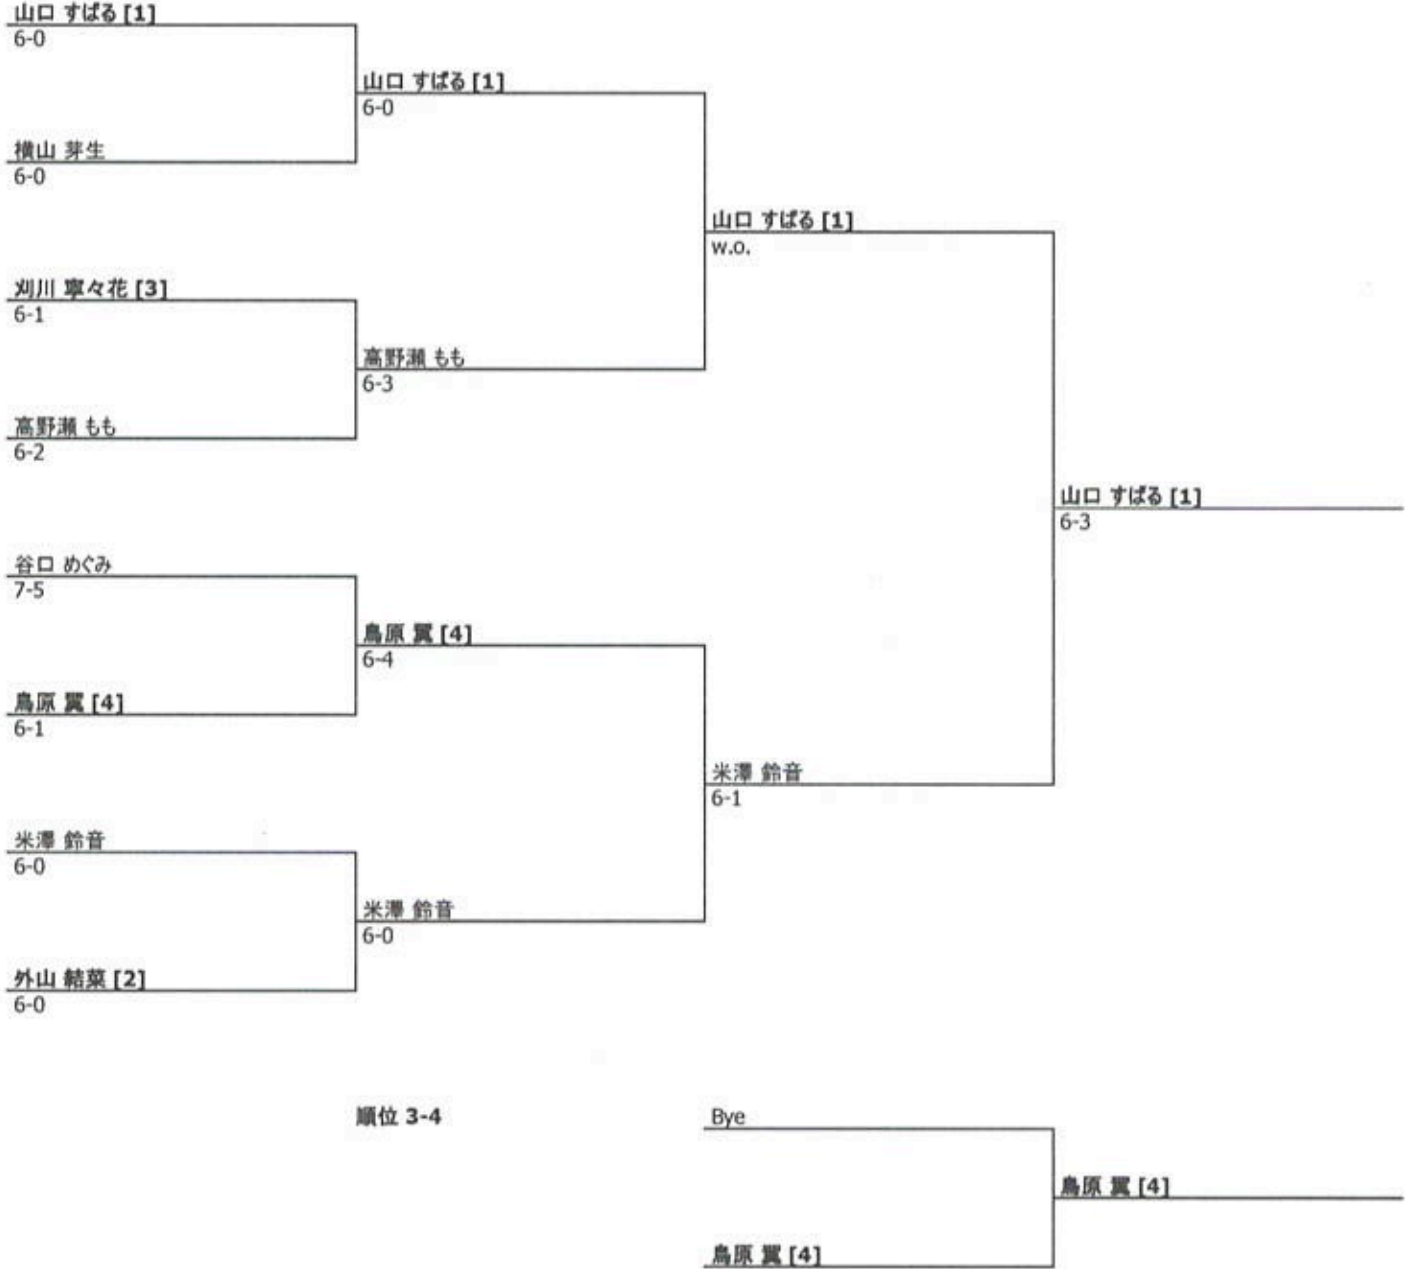 山口 すばる [1]
6-0
山口 すばる [1]
6-0
横山 芽生
6-0
山口 すばる [1]
w.o.
刈川 寧々花 [3]
6-1
高野瀬 もも
6-3
高野瀬 もも
6-2
山口 すばる [1]
6-3
谷口 めぐみ
7-5
鳥原 翼 [4]
6-4
鳥原 翼 [4]
6-1
米澤 鈴音
6-1
米澤 鈴音
6-0
米澤 鈴音
6-0
外山 結菜 [2]
6-0
順位 3-4
Bye
鳥原 翼 [4]
鳥原 翼 [4]